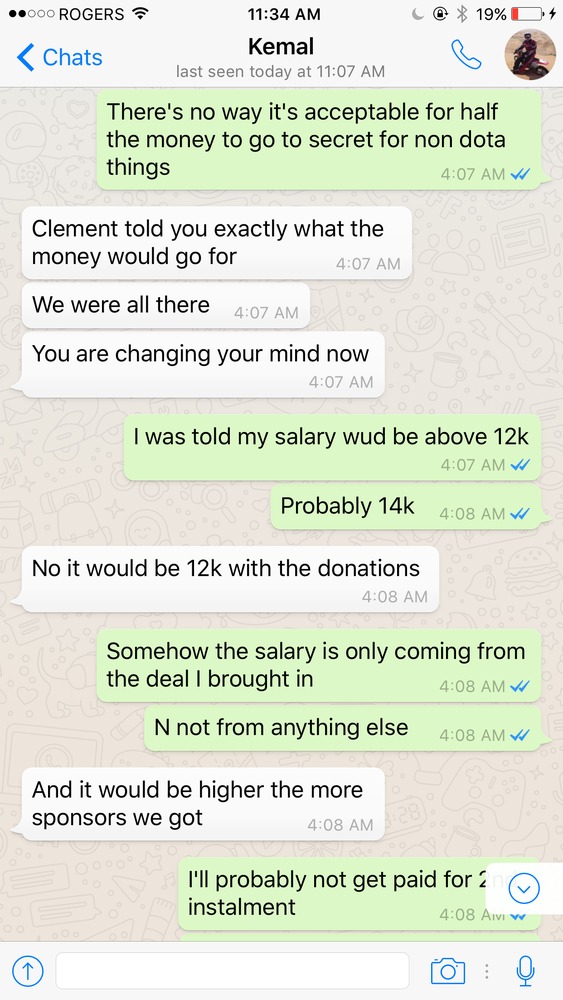 ROGERS 11:34 AM 19%
Chats Kemal
last seen today at 11:07 AM
There's no way it's acceptable for half
the money to go to secret for non dota
things
4:07 AM
Clement told you exactly what the
money would go for
4:07 AM
We were all there
4:07 AM
You are changing your mind now
4:07 AM
I was told my salary wud be above 12k
4:07 AM
Probably 14k
4:08 AM
No it would be 12k with the donations
4:08 AM
Somehow the salary is only coming from
the deal I brought in
4:08 AM
N not from anything else
4:08 AM
And it would be higher the more
sponsors we got
4:08 AM
I'll probably not get paid for 2nd
instalment
4:08 AM